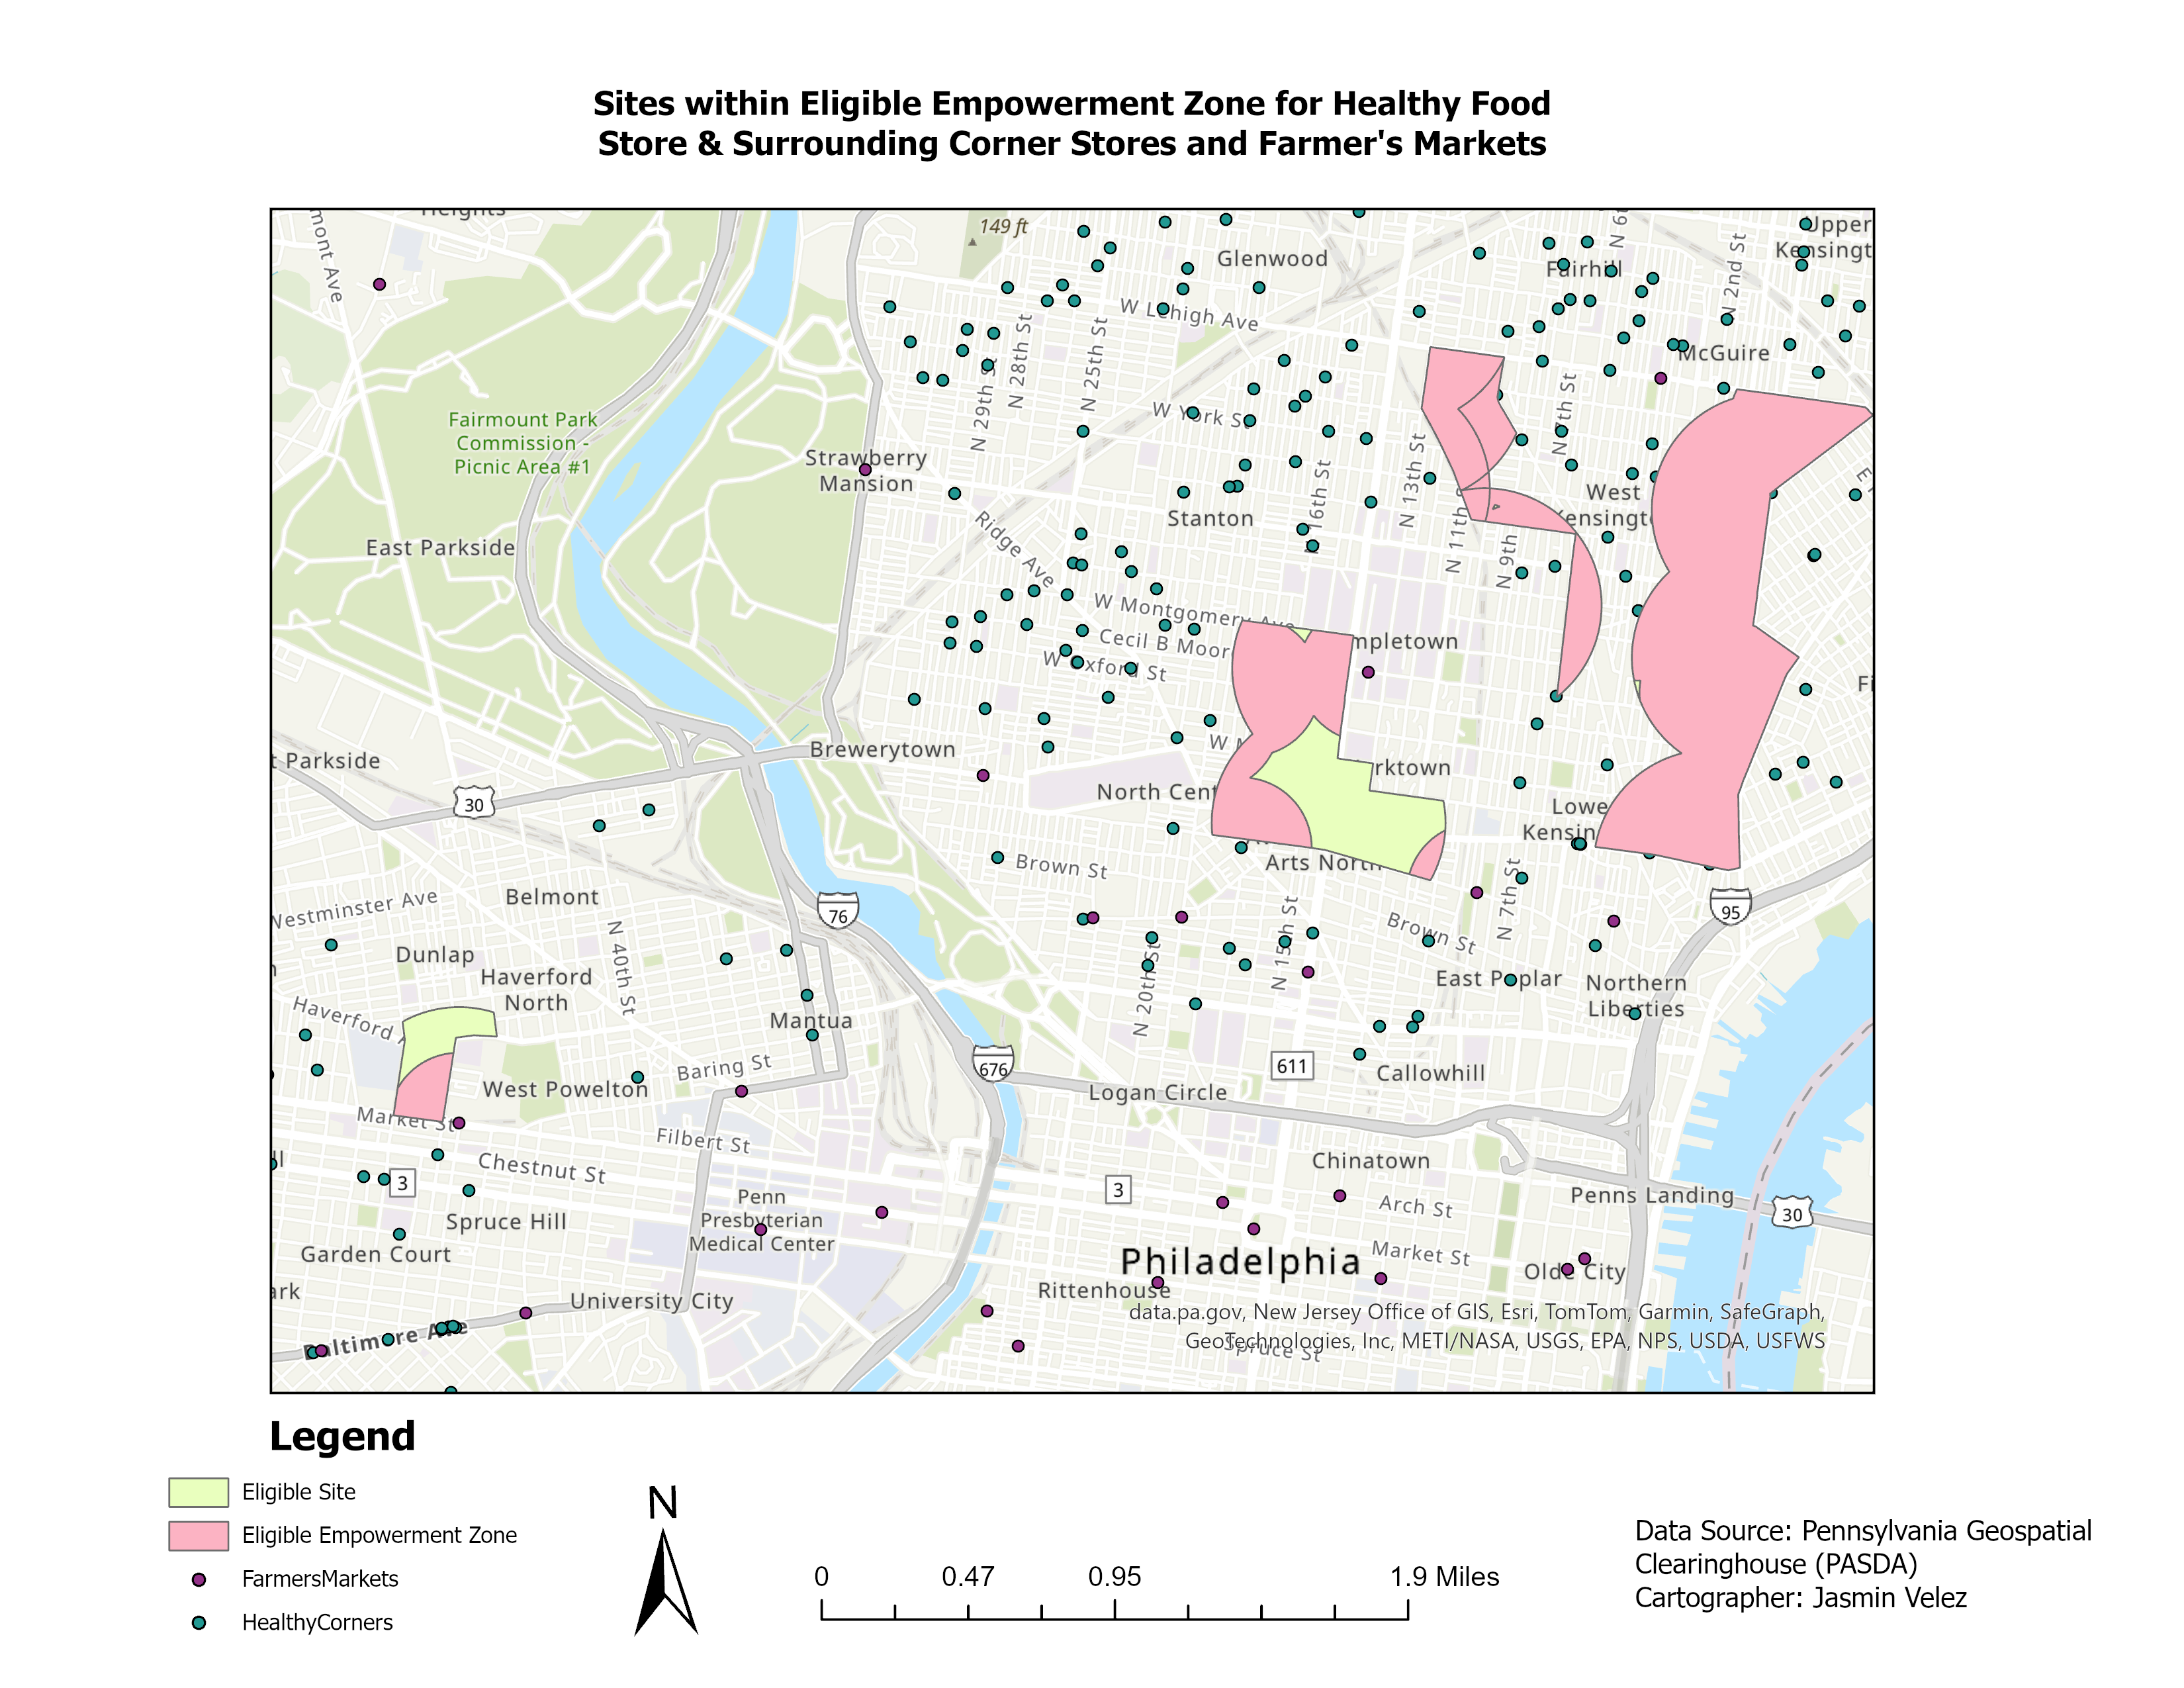 Sites within Eligible Empowerment Zone for Healthy Food
Store & Surrounding Corner Stores and Farmer's Markets
Heights
mont Ave
149 ft
Glenwood
N 6t
Upper
Kensingt
Fairhill
N 2nd St
W Lehigh Ave
McGuire
N 28th St
N 25th St
N 29th St
Fairmount Park
Commission -
Picnic Area #1
W York St
N 7th St
Strawberry
Mansion
N 13th St
N 16th St
West
Kensingto
Stanton
Ridge Ave
N 11th S
N 9th
East Parkside
W Montgomery Ave
Cecil B Moor
W Oxford St
mpletown
Fi
Brewerytown
t Parkside
rktown
North Cent
Lowe
Kensin
30
Brown St
Arts North
Belmont
Westminster Ave
76
95
N 40th St
N 15th St
Brown St
N 7th St
Dunlap
Haverford
North
N 20th St
East Poplar
Northern
Liberties
Haverford A
Mantua
Baring St
676
611
Callowhill
West Powelton
Logan Circle
Market St
Filbert St
ll
Chestnut St
3
3
Chinatown
Penns Landing
Arch St
30
Penn
Presbyterian
Medical Center
Spruce Hill
Garden Court
Philadelphia
Market St
Olde City
ark
University City
Rittenhouse
Baltimore Ave
data.pa.gov, New Jersey Office of GIS, Esri, TomTom, Garmin, SafeGraph,
GeoTechnologies, Inc, METI/NASA, USGS, EPA, NPS, USDA, USFWS
Spruce St
Legend
Eligible Site
Eligible Empowerment Zone
FarmersMarkets
HealthyCorners
N
0 0.47 0.95 1.9 Miles
Data Source: Pennsylvania Geospatial
Clearinghouse (PASDA)
Cartographer: Jasmin Velez